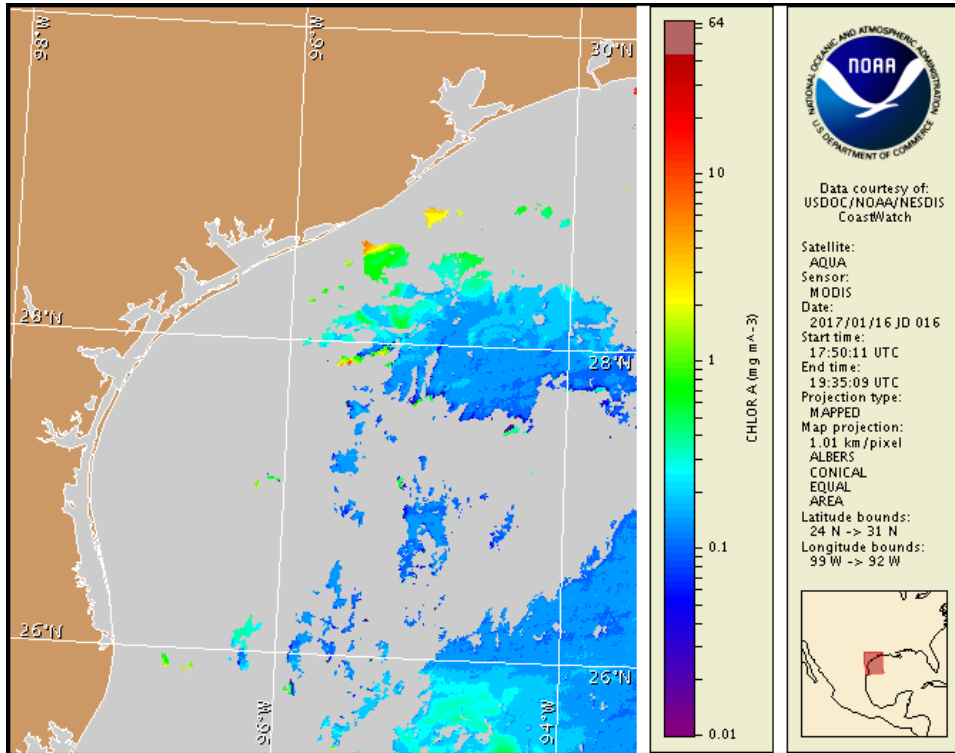 98°W
96°W
30°N
28°N
28°N
26°N
26°N
96°W
94°W
64
10
1
0.1
0.01
CHLOR A (mg m^-3)
NATIONAL OCEANIC AND ATMOSPHERIC ADMINISTRATION
NOAA
U.S. DEPARTMENT OF COMMERCE
Data courtesy of:
USDOC/NOAA/NESDIS
CoastWatch
Satellite:
AQUA
Sensor:
MODIS
Date:
2017/01/16 JD 016
Start time:
17:50:11 UTC
End time:
19:35:09 UTC
Projection type:
MAPPED
Map projection:
1.01 km/pixel
ALBERS
CONICAL
EQUAL
AREA
Latitude bounds:
24 N -> 31 N
Longitude bounds:
99 W -> 92 W